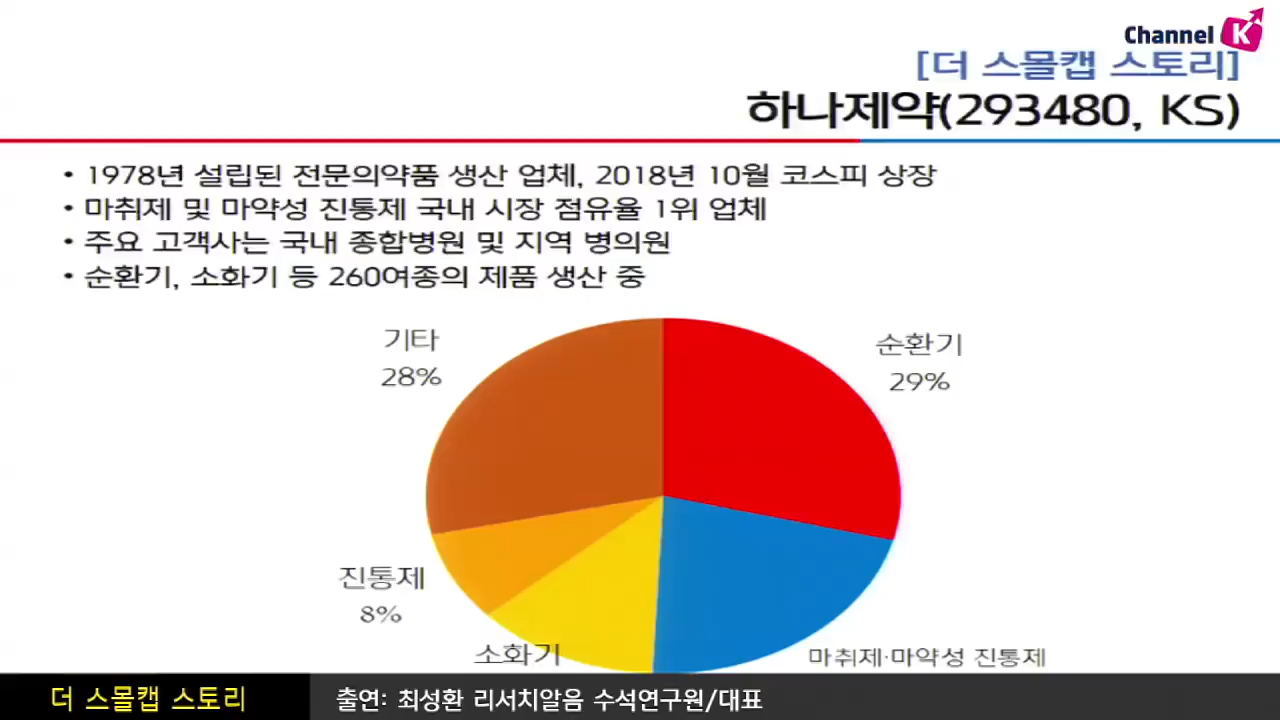 Channel K
[더 스몰캡 스토리]
하나제약(293480, KS)
• 1978년 설립된 전문의약품 생산 업체, 2018년 10월 코스피 상장
• 마취제 및 마약성 진통제 국내 시장 점유율 1위 업체
• 주요 고객사는 국내 종합병원 및 지역 병의원
• 순환기, 소화기 등 260여종의 제품 생산 중
기타
28%
순환기
29%
진통제
8%
소화기
마취제·마약성 진통제
더 스몰캡 스토리
출연: 최성환 리서치알음 수석연구원/대표